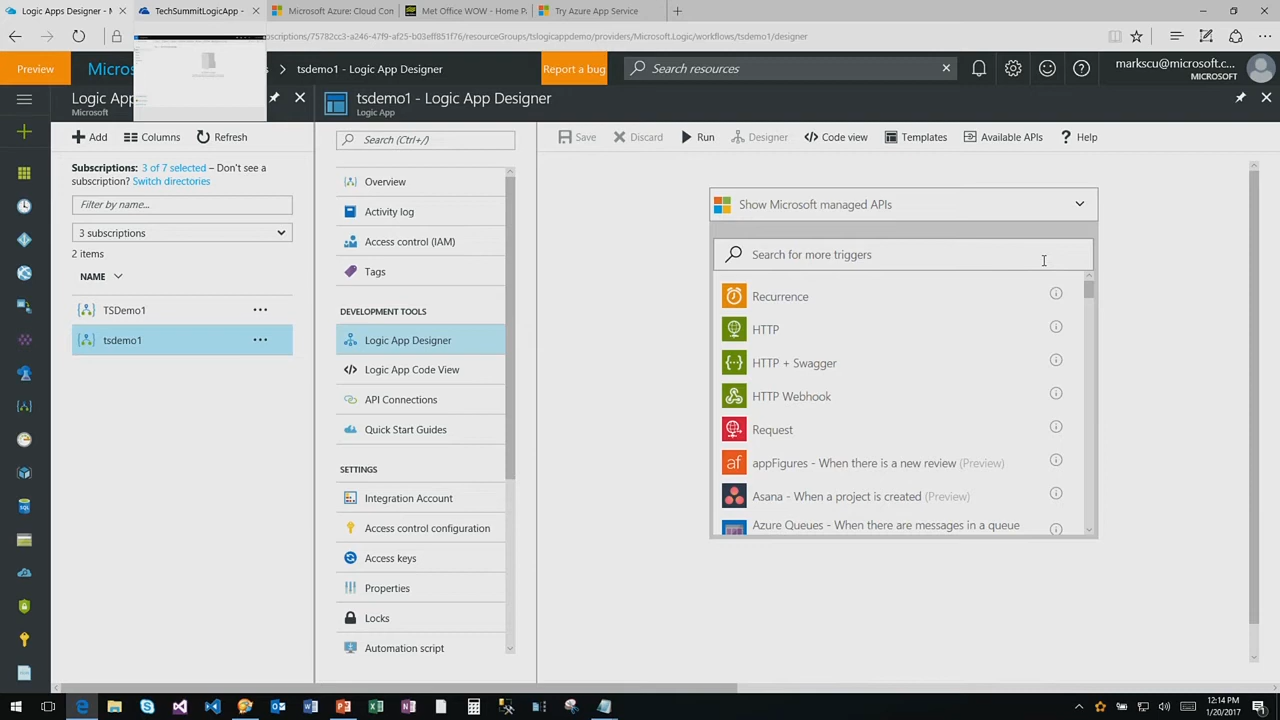 Logic Apps Designer - M
TechSummitLogicApp -
Microsoft Azure: Cloud Con
Met Office WOW - Home P
Try Azure App Service
scriptions/75782cc3-a246-47f9-af25-b03eff865cf7/resourceGroups/tslogicappdemo/providers/Microsoft.Logic/workflows/tsdemo1/designer
Preview
Micros
tsdemo1 - Logic App Designer
Report a bug
Search resources
markscu@microsoft.c...
MICROSOFT
Logic App
Microsoft
tsdemo1 - Logic App Designer
Logic App
Add
Columns
Refresh
Search (Ctrl+/)
Save
Discard
Run
Designer
Code view
Templates
Available APIs
Help
Subscriptions: 3 of 7 selected – Don't see a
subscription? Switch directories
Filter by name...
3 subscriptions
2 items
NAME
TSDemo1
tsdemo1
Overview
Activity log
Access control (IAM)
Tags
DEVELOPMENT TOOLS
Logic App Designer
Logic App Code View
API Connections
Quick Start Guides
SETTINGS
Integration Account
Access control configuration
Access keys
Properties
Locks
Automation script
Show Microsoft managed APIs
Search for more triggers
Recurrence
HTTP
HTTP + Swagger
HTTP Webhook
Request
appFigures - When there is a new review (Preview)
Asana - When a project is created (Preview)
Azure Queues - When there are messages in a queue
12:14 PM
1/20/2017